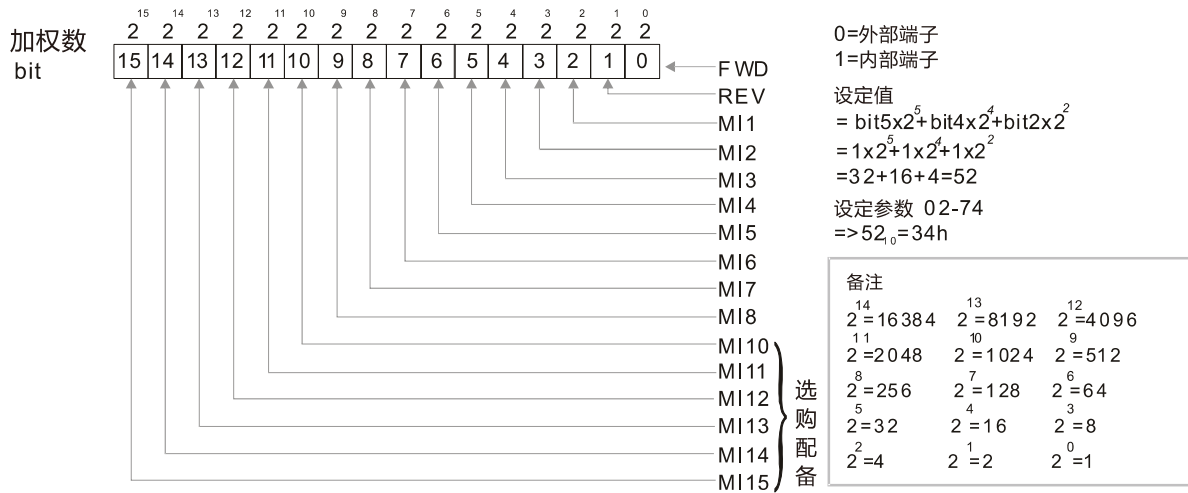 加权数 2^15 2^14 2^13 2^12 2^11 2^10 2^9 2^8 2^7 2^6 2^5 2^4 2^3 2^2 2^1 2^0
bit 15 14 13 12 11 10 9 8 7 6 5 4 3 2 1 0
FWD
REV
MI1
MI2
MI3
MI4
MI5
MI6
MI7
MI8
MI10
MI11
MI12
MI13
MI14
MI15
选购配备
0=外部端子
1=内部端子
设定值
= bit5x2^5+bit4x2^4+bit2x2^2
=1x2^5+1x2^4+1x2^2
=32+16+4=52
设定参数 02-74
=>52₁₀=34h
备注
2^14=16384 2^13=8192 2^12=4096
2^11=2048 2^10=1024 2^9=512
2^8=256 2^7=128 2^6=64
2^5=32 2^4=16 2^3=8
2^2=4 2^1=2 2^0=1